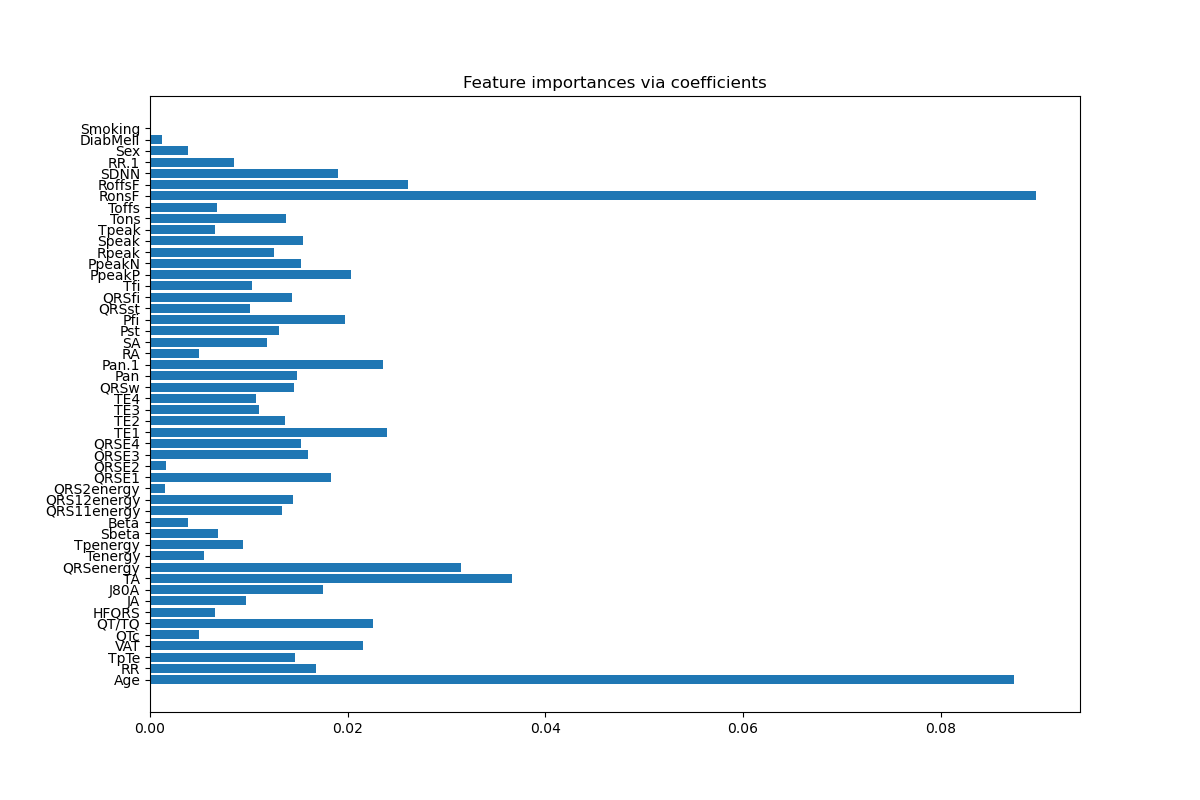 Feature importances via coefficients
Smoking
DiabMell
Sex
RR.1
SDNN
RoffsF
RonsF
Toffs
Tons
Tpeak
Speak
Rpeak
PpeakN
PpeakP
Tfi
QRSfi
QRSst
Pfi
Pst
SA
RA
Pan.1
Pan
QRSw
TE4
TE3
TE2
TE1
QRSE4
QRSE3
QRSE2
QRSE1
QRS2energy
QRS12energy
QRS11energy
Beta
Sbeta
Tpenergy
Tenergy
QRSenergy
TA
J80A
JA
HFQRS
QT/TQ
QTc
VAT
TpTe
RR
Age
0.00 0.02 0.04 0.06 0.08